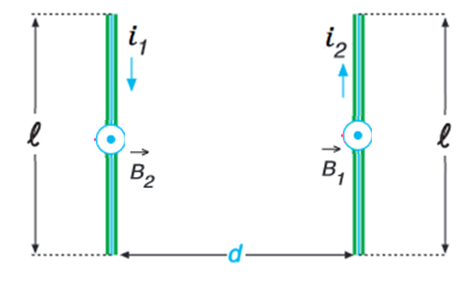 i₁ i₂
ℓ ℓ
B₂ B₁
d